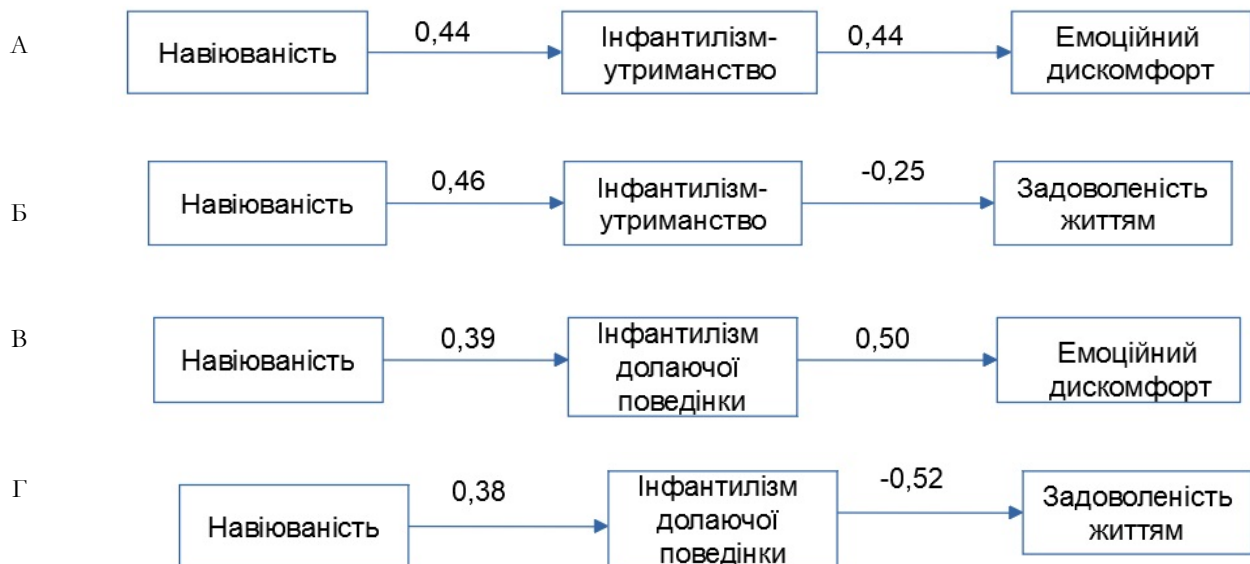 А
Навіюваність
0,44
Інфантилізм-
утриманство
0,44
Емоційний
дискомфорт
Б
Навіюваність
0,46
Інфантилізм-
утриманство
-0,25
Задоволеність
життям
В
Навіюваність
0,39
Інфантилізм
долаючої
поведінки
0,50
Емоційний
дискомфорт
Г
Навіюваність
0,38
Інфантилізм
долаючої
поведінки
-0,52
Задоволеність
життям